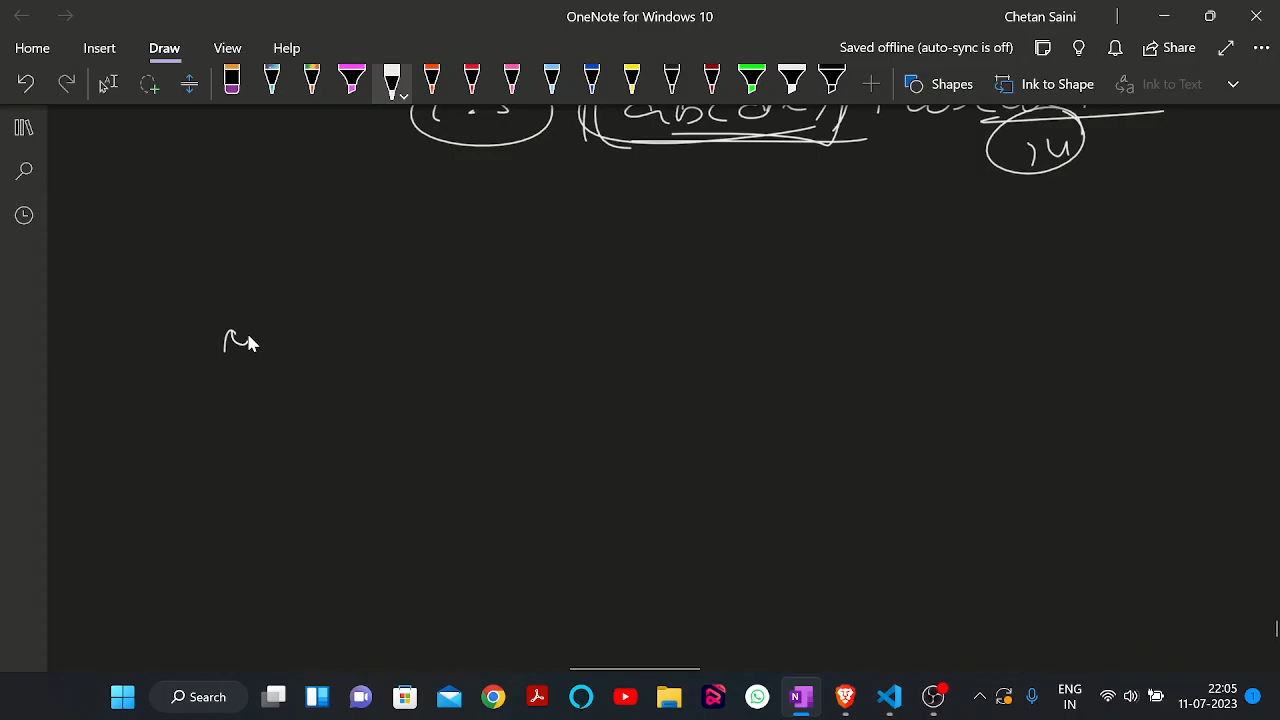 OneNote for Windows 10
Chetan Saini
Home Insert Draw View Help
Saved offline (auto-sync is off)
Share
Shapes
Ink to Shape
Ink to Text
Search
ENG
IN
22:05
11-07-2023